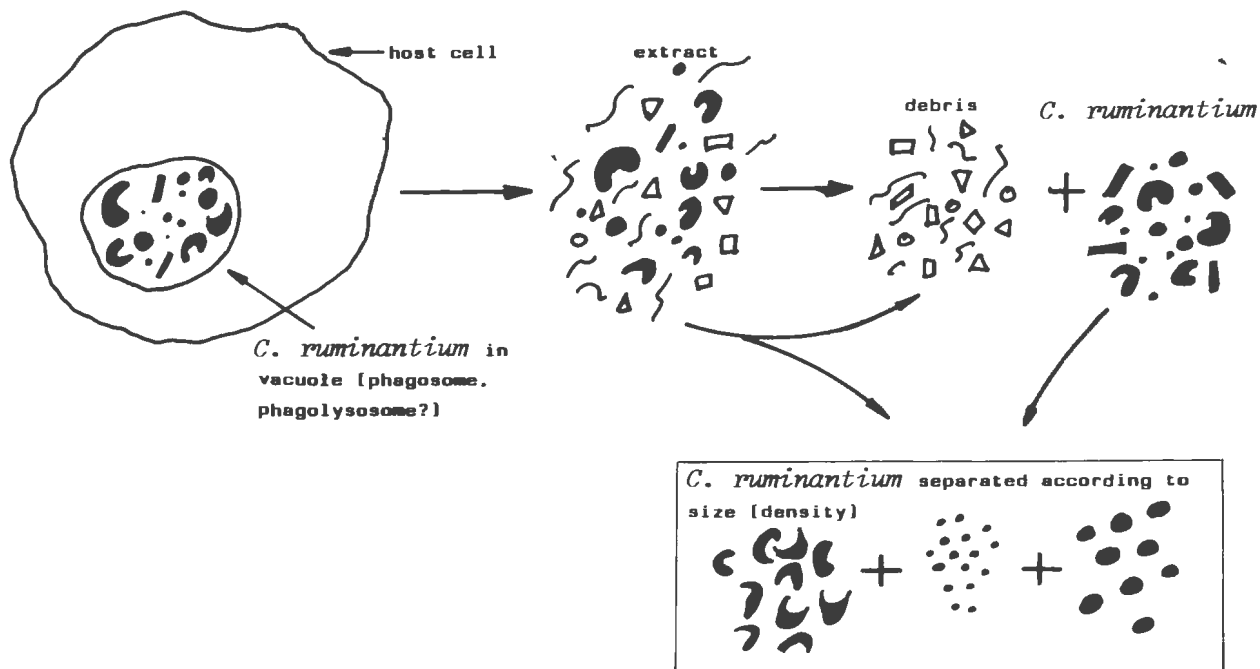 host cell
extract
debris
C. ruminantium
C. ruminantium in
vacuole [phagosome,
phagolysosome?]
C. ruminantium separated according to
size [density]